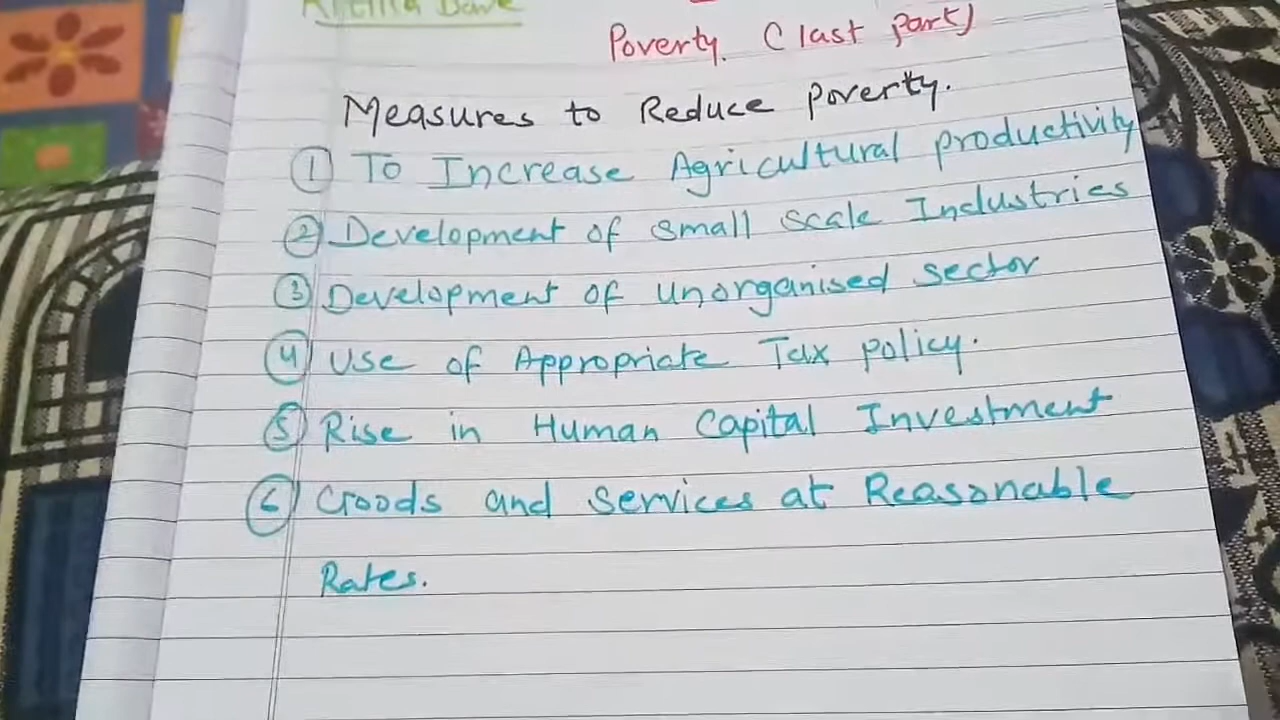 Dave
Poverty. (last part)
Measures to Reduce poverty.
① To Increase Agricultural productivity
② Development of small scale Industries
③ Development of unorganised sector
④ Use of Appropriate Tax policy.
⑤ Rise in Human Capital Investment
⑥ Goods and services at Reasonable
Rates.